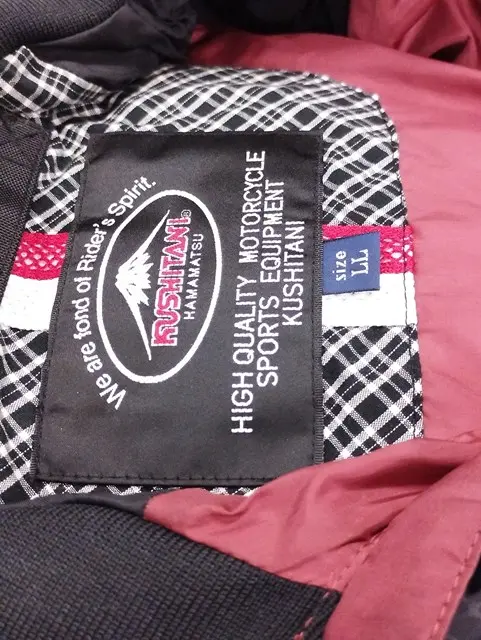 We are fond of Rider's Spirit.
KUSHITANI®
HAMAMATSU
HIGH QUALITY MOTORCYCLE
SPORTS EQUIPMENT
KUSHITANI
size
LL